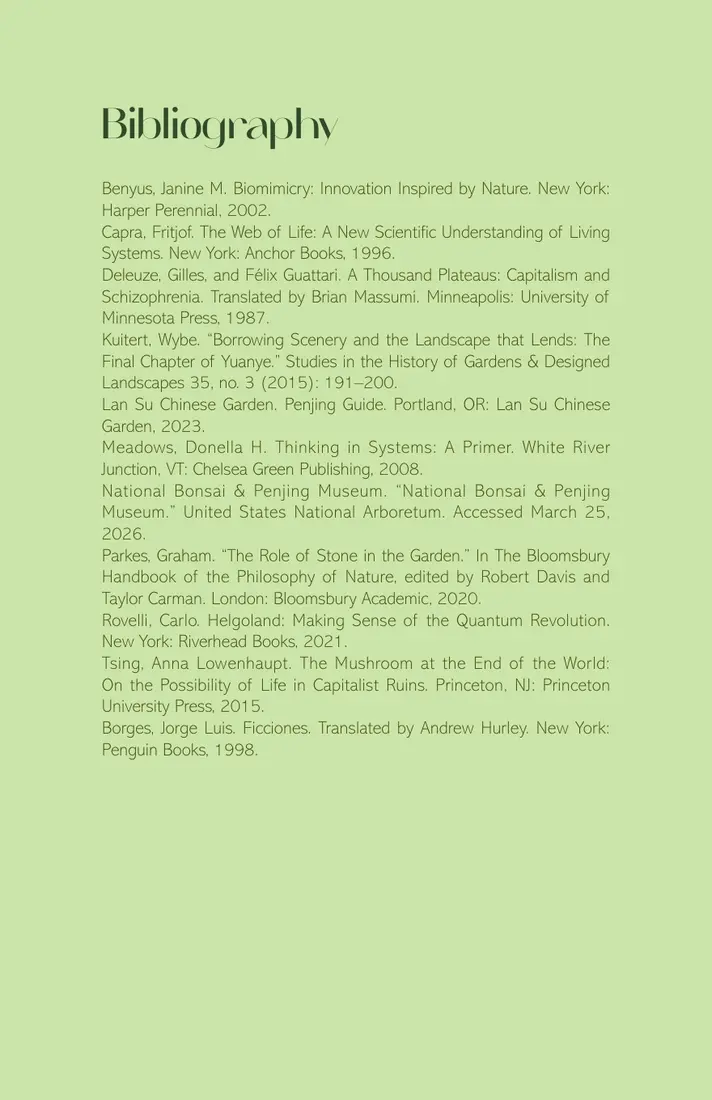 Bibliography
Benyus, Janine M. Biomimicry: Innovation Inspired by Nature. New York:
Harper Perennial, 2002.
Capra, Fritjof. The Web of Life: A New Scientific Understanding of Living
Systems. New York: Anchor Books, 1996.
Deleuze, Gilles, and Félix Guattari. A Thousand Plateaus: Capitalism and
Schizophrenia. Translated by Brian Massumi. Minneapolis: University of
Minnesota Press, 1987.
Kuitert, Wybe. “Borrowing Scenery and the Landscape that Lends: The
Final Chapter of Yuanye.” Studies in the History of Gardens & Designed
Landscapes 35, no. 3 (2015): 191–200.
Lan Su Chinese Garden. Penjing Guide. Portland, OR: Lan Su Chinese
Garden, 2023.
Meadows, Donella H. Thinking in Systems: A Primer. White River
Junction, VT: Chelsea Green Publishing, 2008.
National Bonsai & Penjing Museum. “National Bonsai & Penjing
Museum.” United States National Arboretum. Accessed March 25,
2026.
Parkes, Graham. “The Role of Stone in the Garden.” In The Bloomsbury
Handbook of the Philosophy of Nature, edited by Robert Davis and
Taylor Carman. London: Bloomsbury Academic, 2020.
Rovelli, Carlo. Helgoland: Making Sense of the Quantum Revolution.
New York: Riverhead Books, 2021.
Tsing, Anna Lowenhaupt. The Mushroom at the End of the World:
On the Possibility of Life in Capitalist Ruins. Princeton, NJ: Princeton
University Press, 2015.
Borges, Jorge Luis. Ficciones. Translated by Andrew Hurley. New York:
Penguin Books, 1998.